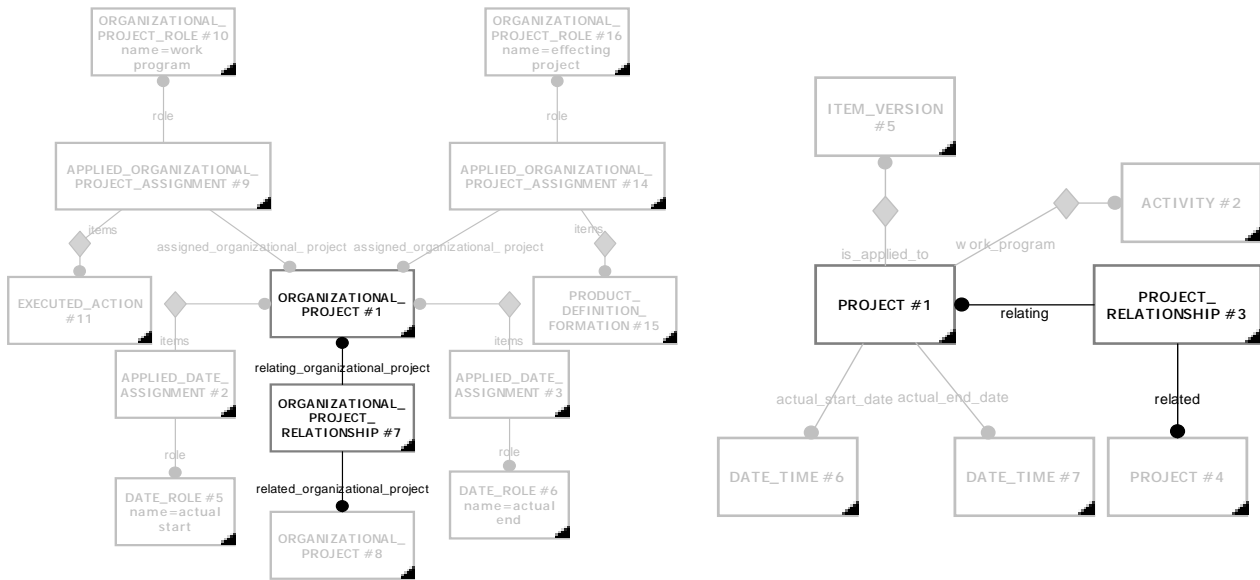 ORGANIZATIONAL_
PROJECT_ROLE #10
name=work
program
ORGANIZATIONAL_
PROJECT_ROLE #16
name=effecting
project
role
role
APPLIED_ORGANIZATIONAL_
PROJECT_ASSIGNMENT #9
APPLIED_ORGANIZATIONAL_
PROJECT_ASSIGNMENT #14
items
assigned_organizational_project
assigned_organizational_ project
items
EXECUTED_ACTION
#11
ORGANIZATIONAL_
PROJECT #1
PRODUCT_
DEFINITION_
FORMATION #15
items
items
relating_organizational_project
APPLIED_DATE_
ASSIGNMENT #2
ORGANIZATIONAL_
PROJECT_
RELATIONSHIP #7
APPLIED_DATE_
ASSIGNMENT #3
role
role
related_organizational_project
DATE_ROLE #5
name=actual
start
ORGANIZATIONAL_
PROJECT #8
DATE_ROLE #6
name=actual
end
ITEM_VERSION
#5
ACTIVITY #2
is_applied_to
work_program
PROJECT #1
relating
PROJECT_
RELATIONSHIP #3
actual_start_date
actual_end_date
related
DATE_TIME #6
DATE_TIME #7
PROJECT #4